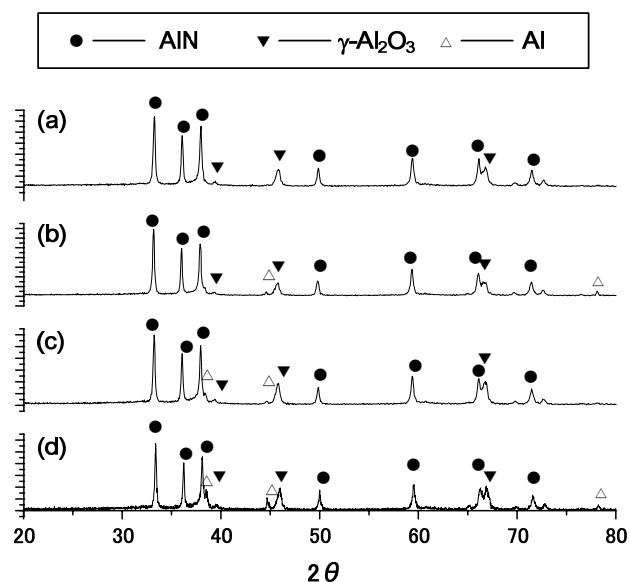 ● —— AlN ▼ —— γ-Al₂O₃ △ —— Al
(a)
(b)
(c)
(d)
20 30 40 50 60 70 80
2θ